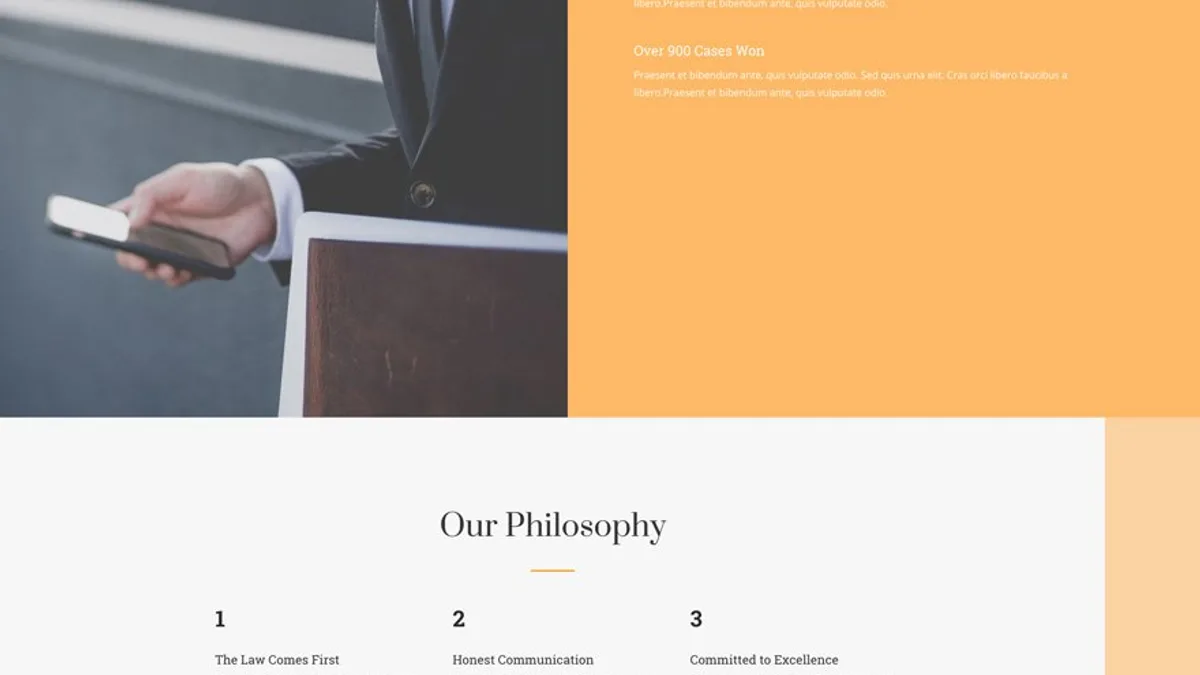 libero.Praesent et bibendum ante, quis vulputate odio.
Over 900 Cases Won
Praesent et bibendum ante, quis vulputate odio. Sed quis urna elit. Cras orci libero faucibus a
libero.Praesent et bibendum ante, quis vulputate odio.
Our Philosophy
1
2
3
The Law Comes First
Honest Communication
Committed to Excellence